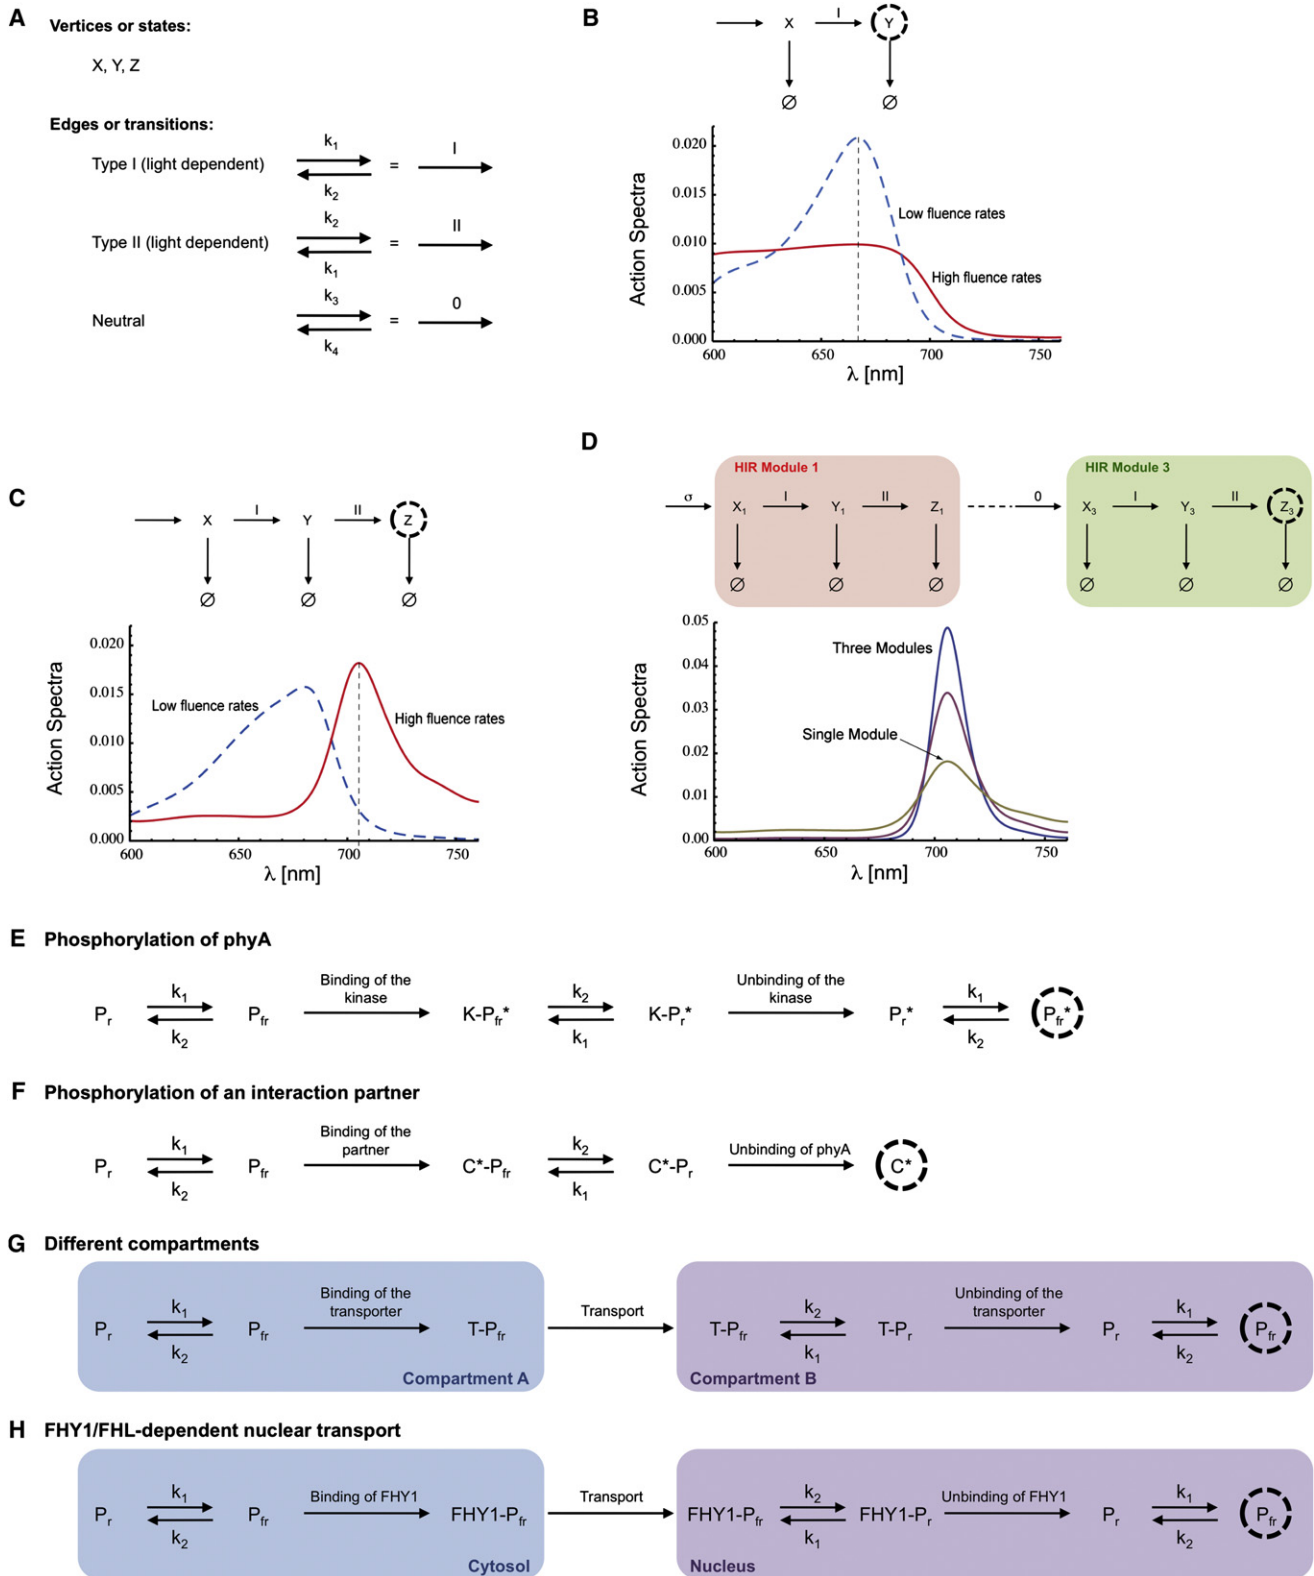 A
Vertices or states:
X, Y, Z
Edges or transitions:
Type I (light dependent)
k1
k2
=
I
Type II (light dependent)
k2
k1
=
II
Neutral
k3
k4
=
0
B
X
I
Y
∅
∅
Action Spectra
0.020
0.015
0.010
0.005
0.000
Low fluence rates
High fluence rates
600
650
700
750
λ [nm]
C
X
I
Y
II
Z
∅
∅
∅
Action Spectra
0.020
0.015
0.010
0.005
0.000
Low fluence rates
High fluence rates
600
650
700
750
λ [nm]
D
HIR Module 1
HIR Module 3
σ
X1
I
Y1
II
Z1
0
X3
I
Y3
II
Z3
∅
∅
∅
∅
∅
∅
Action Spectra
0.05
0.04
0.03
0.02
0.01
0.00
Three Modules
Single Module
600
650
700
750
λ [nm]
E Phosphorylation of phyA
Pr
k1
k2
Pfr
Binding of the
kinase
K-Pfr*
k2
k1
K-Pr*
Unbinding of the
kinase
Pr*
k1
k2
Pfr*
F Phosphorylation of an interaction partner
Pr
k1
k2
Pfr
Binding of the
partner
C*-Pfr
k2
k1
C*-Pr
Unbinding of phyA
C*
G Different compartments
Pr
k1
k2
Pfr
Binding of the
transporter
T-Pfr
Compartment A
Transport
T-Pfr
k2
k1
T-Pr
Unbinding of the
transporter
Pr
k1
k2
Pfr
Compartment B
H FHY1/FHL-dependent nuclear transport
Pr
k1
k2
Pfr
Binding of FHY1
FHY1-Pfr
Cytosol
Transport
FHY1-Pfr
k2
k1
FHY1-Pr
Unbinding of FHY1
Pr
k1
k2
Pfr
Nucleus